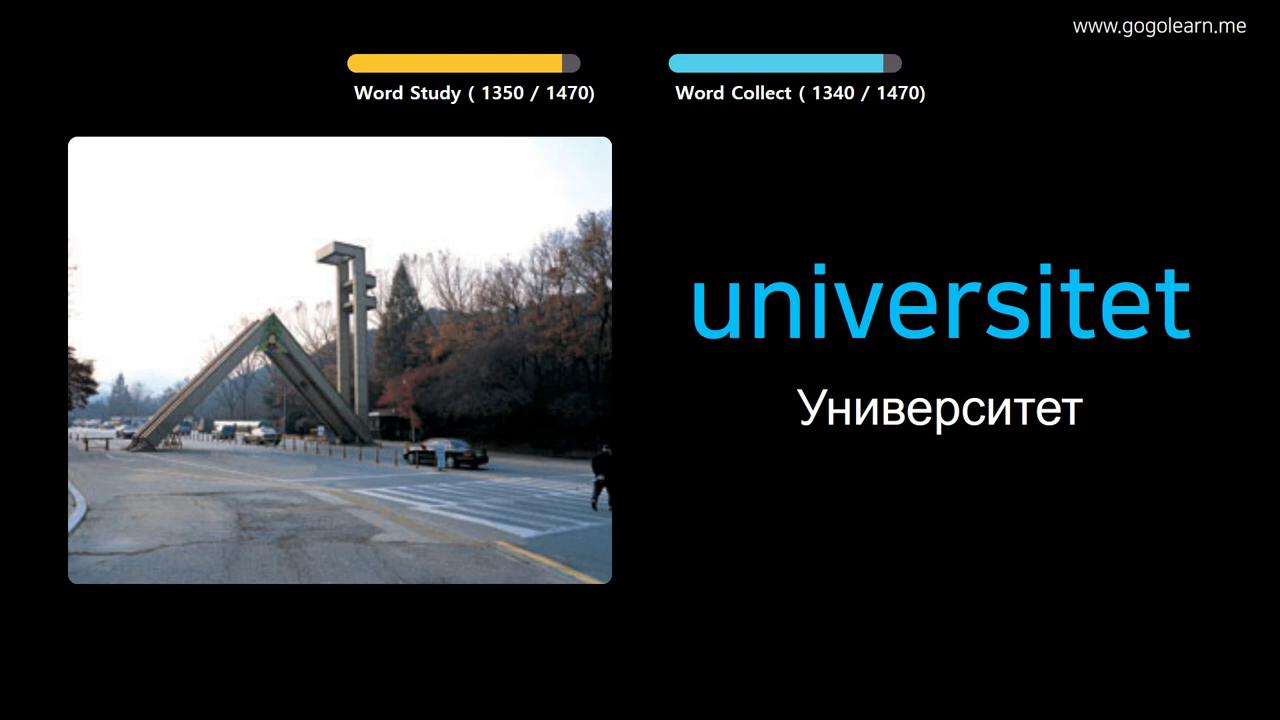 www.gogolearn.me
Word Study ( 1350 / 1470)
Word Collect ( 1340 / 1470)
universitet
Университет